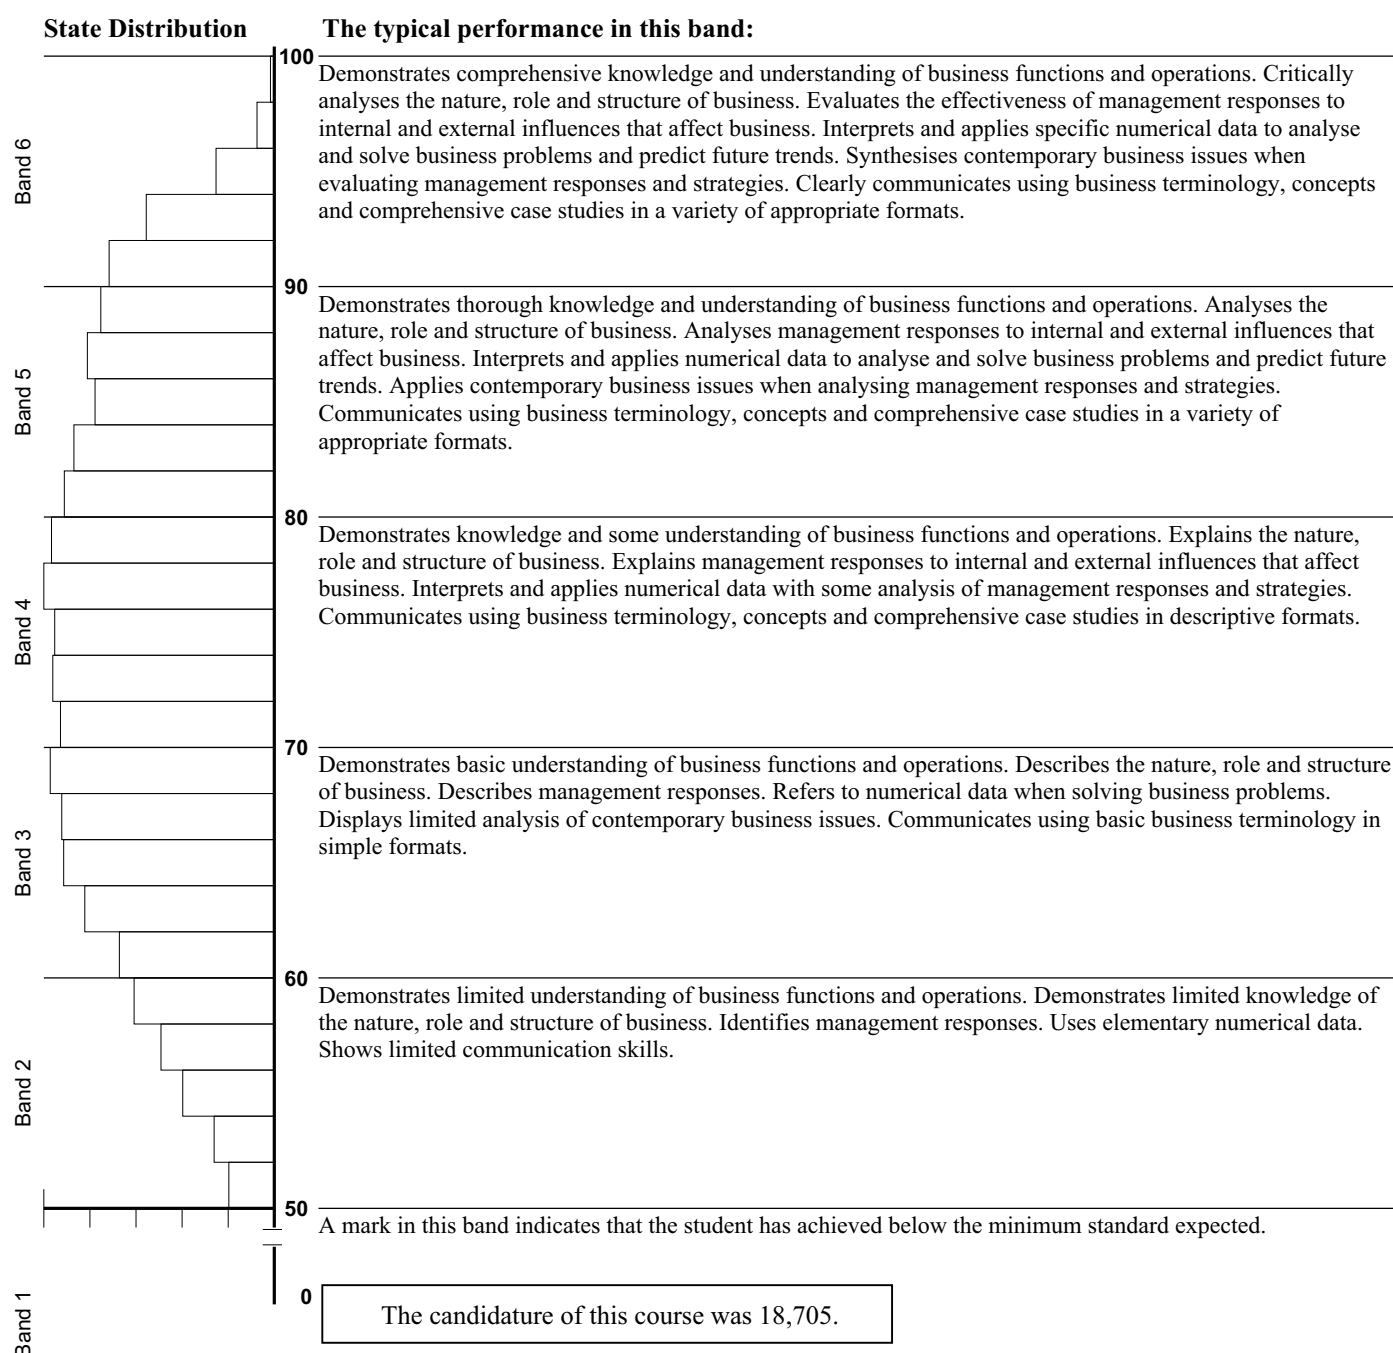 State Distribution
The typical performance in this band:
100
Band 6
Demonstrates comprehensive knowledge and understanding of business functions and operations. Critically
analyses the nature, role and structure of business. Evaluates the effectiveness of management responses to
internal and external influences that affect business. Interprets and applies specific numerical data to analyse
and solve business problems and predict future trends. Synthesises contemporary business issues when
evaluating management responses and strategies. Clearly communicates using business terminology, concepts
and comprehensive case studies in a variety of appropriate formats.
90
Band 5
Demonstrates thorough knowledge and understanding of business functions and operations. Analyses the
nature, role and structure of business. Analyses management responses to internal and external influences that
affect business. Interprets and applies numerical data to analyse and solve business problems and predict future
trends. Applies contemporary business issues when analysing management responses and strategies.
Communicates using business terminology, concepts and comprehensive case studies in a variety of
appropriate formats.
80
Band 4
Demonstrates knowledge and some understanding of business functions and operations. Explains the nature,
role and structure of business. Explains management responses to internal and external influences that affect
business. Interprets and applies numerical data with some analysis of management responses and strategies.
Communicates using business terminology, concepts and comprehensive case studies in descriptive formats.
70
Band 3
Demonstrates basic understanding of business functions and operations. Describes the nature, role and structure
of business. Describes management responses. Refers to numerical data when solving business problems.
Displays limited analysis of contemporary business issues. Communicates using basic business terminology in
simple formats.
60
Band 2
Demonstrates limited understanding of business functions and operations. Demonstrates limited knowledge of
the nature, role and structure of business. Identifies management responses. Uses elementary numerical data.
Shows limited communication skills.
50
A mark in this band indicates that the student has achieved below the minimum standard expected.
0
Band 1
The candidature of this course was 18,705.